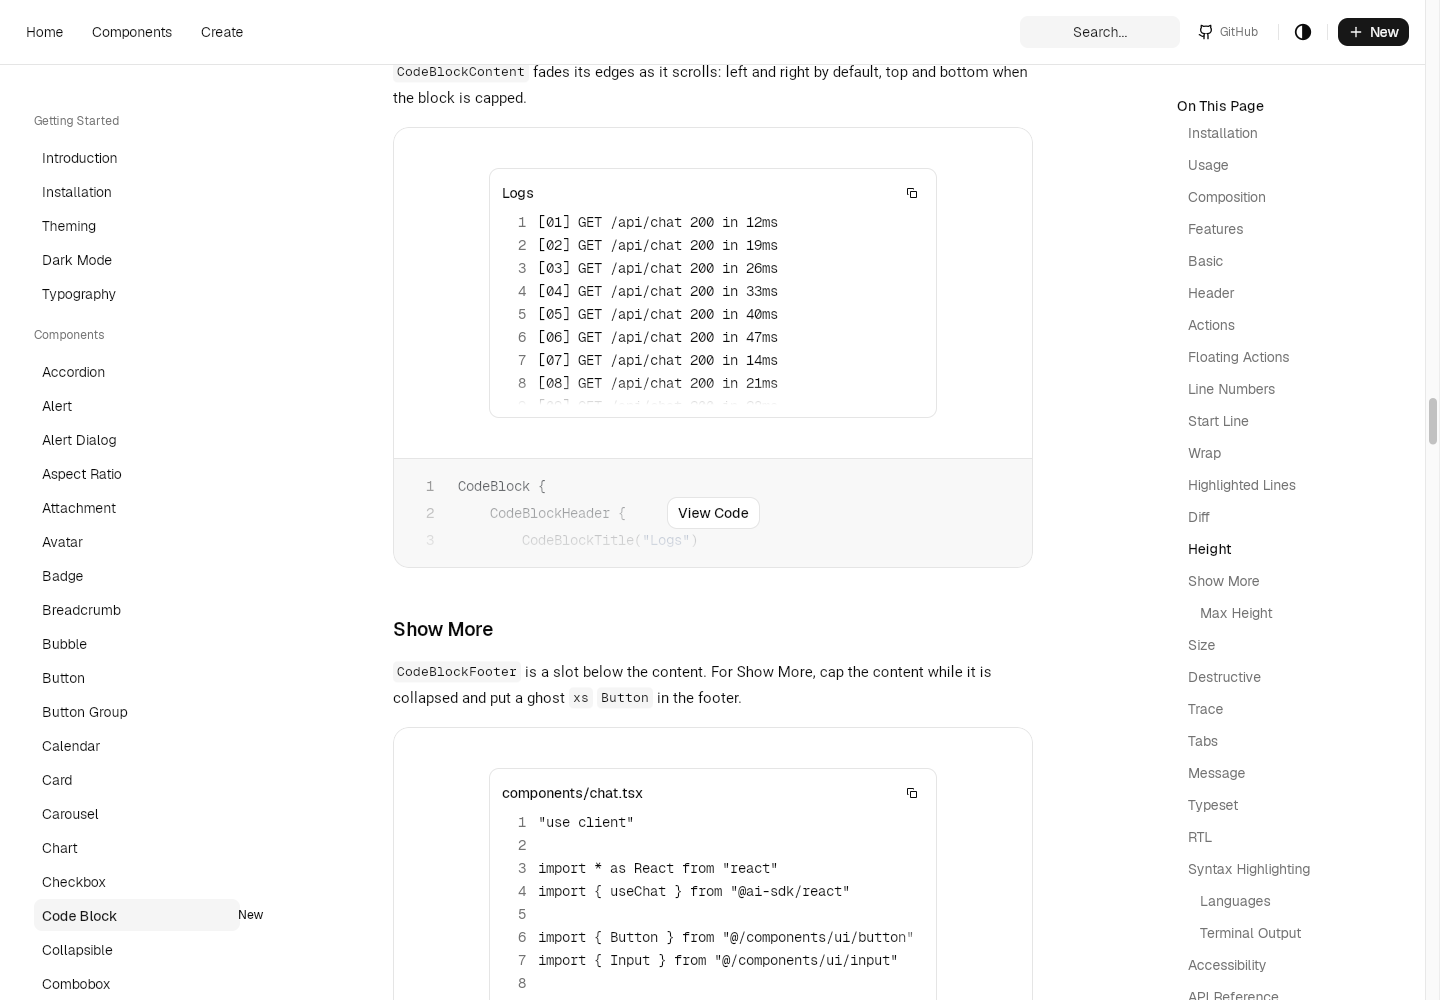 Home
Components
Create
Search...
GitHub
New
Getting Started
Introduction
Installation
Theming
Dark Mode
Typography
Components
Accordion
Alert
Alert Dialog
Aspect Ratio
Attachment
Avatar
Badge
Breadcrumb
Bubble
Button
Button Group
Calendar
Card
Carousel
Chart
Checkbox
Code Block New
Collapsible
Combobox
CodeBlockContent fades its edges as it scrolls: left and right by default, top and bottom when
the block is capped.
Logs
1 [01] GET /api/chat 200 in 12ms
2 [02] GET /api/chat 200 in 19ms
3 [03] GET /api/chat 200 in 26ms
4 [04] GET /api/chat 200 in 33ms
5 [05] GET /api/chat 200 in 40ms
6 [06] GET /api/chat 200 in 47ms
7 [07] GET /api/chat 200 in 14ms
8 [08] GET /api/chat 200 in 21ms
1 CodeBlock {
2 CodeBlockHeader {
View Code
3 CodeBlockTitle("Logs")
Show More
CodeBlockFooter is a slot below the content. For Show More, cap the content while it is
collapsed and put a ghost xs Button in the footer.
components/chat.tsx
1 "use client"
2
3 import * as React from "react"
4 import { useChat } from "@ai-sdk/react"
5
6 import { Button } from "@/components/ui/button"
7 import { Input } from "@/components/ui/input"
8
On This Page
Installation
Usage
Composition
Features
Basic
Header
Actions
Floating Actions
Line Numbers
Start Line
Wrap
Highlighted Lines
Diff
Height
Show More
Max Height
Size
Destructive
Trace
Tabs
Message
Typeset
RTL
Syntax Highlighting
Languages
Terminal Output
Accessibility
API Reference